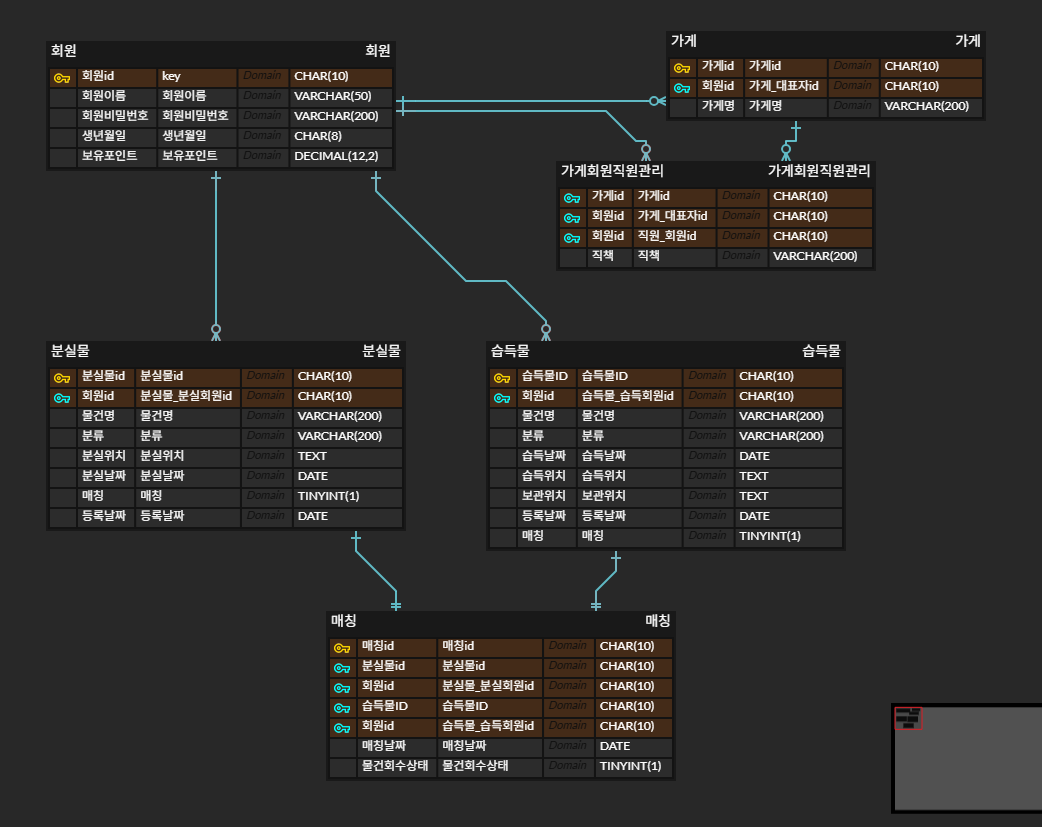 회원 회원
회원id key Domain CHAR(10)
회원이름 회원이름 Domain VARCHAR(50)
회원비밀번호 회원비밀번호 Domain VARCHAR(200)
생년월일 생년월일 Domain CHAR(8)
보유포인트 보유포인트 Domain DECIMAL(12,2)
가게 가게
가게id 가게id Domain CHAR(10)
회원id 가게_대표자id Domain CHAR(10)
가게명 가게명 Domain VARCHAR(200)
가게회원직원관리 가게회원직원관리
가게id 가게id Domain CHAR(10)
회원id 가게_대표자id Domain CHAR(10)
회원id 직원_회원id Domain CHAR(10)
직책 직책 Domain VARCHAR(200)
분실물 분실물
분실물id 분실물id Domain CHAR(10)
회원id 분실물_분실회원id Domain CHAR(10)
물건명 물건명 Domain VARCHAR(200)
분류 분류 Domain VARCHAR(200)
분실위치 분실위치 Domain TEXT
분실날짜 분실날짜 Domain DATE
매칭 매칭 Domain TINYINT(1)
등록날짜 등록날짜 Domain DATE
습득물 습득물
습득물ID 습득물ID Domain CHAR(10)
회원id 습득물_습득회원id Domain CHAR(10)
물건명 물건명 Domain VARCHAR(200)
분류 분류 Domain VARCHAR(200)
습득날짜 습득날짜 Domain DATE
습득위치 습득위치 Domain TEXT
보관위치 보관위치 Domain TEXT
등록날짜 등록날짜 Domain DATE
매칭 매칭 Domain TINYINT(1)
매칭 매칭
매칭id 매칭id Domain CHAR(10)
분실물id 분실물id Domain CHAR(10)
회원id 분실물_분실회원id Domain CHAR(10)
습득물ID 습득물ID Domain CHAR(10)
회원id 습득물_습득회원id Domain CHAR(10)
매칭날짜 매칭날짜 Domain DATE
물건회수상태 물건회수상태 Domain TINYINT(1)